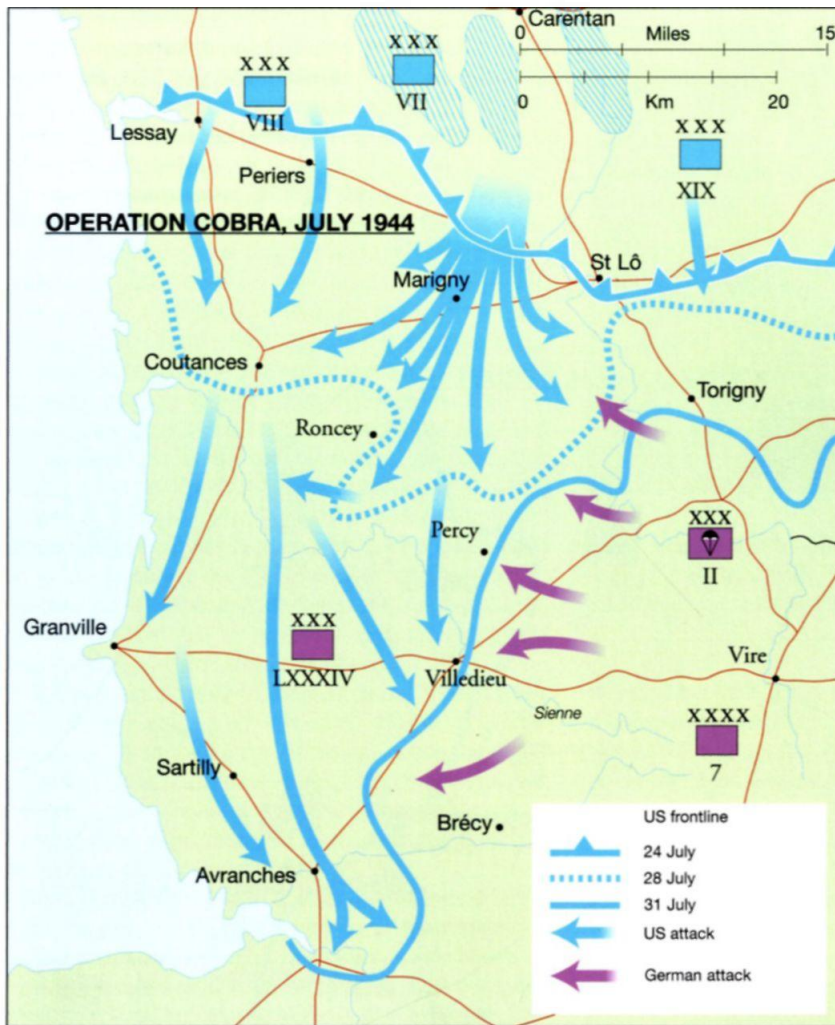 Carentan
0 Miles 15
0 Km 20
XXX
VIII
XXX
VII
XXX
XIX
Lessay
Periers
OPERATION COBRA, JULY 1944
St Lô
Marigny
Coutances
Torigny
Roncey
Percy
XXX
II
Granville
XXX
LXXXIV
Villedieu
Vire
Sienne
XXXX
7
Sartilly
Brécy
Avranches
US frontline
24 July
28 July
31 July
US attack
German attack